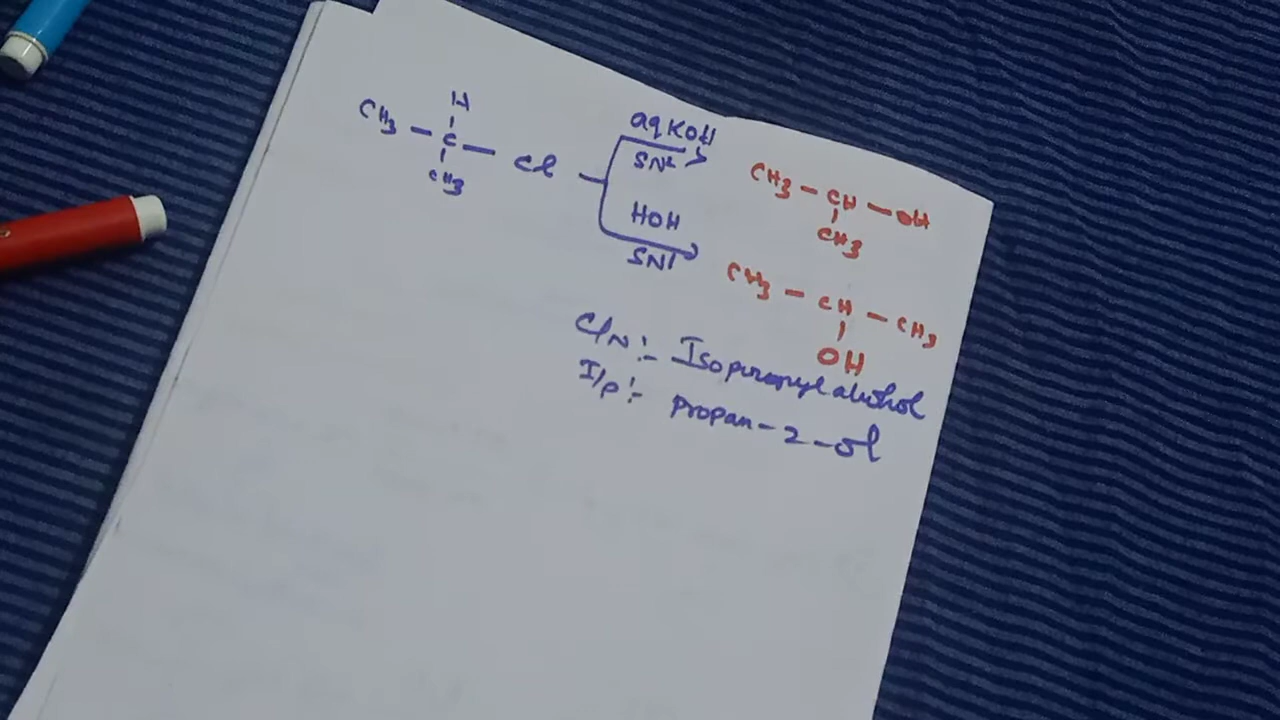 H
CH3 - C - Cl
CH3
aq KOH
SN2
CH3 - CH - OH
CH3
HOH
SN1
CH3 - CH - CH3
OH
C/N :- Isopropyl alcohol
I/P :- Propan-2-ol